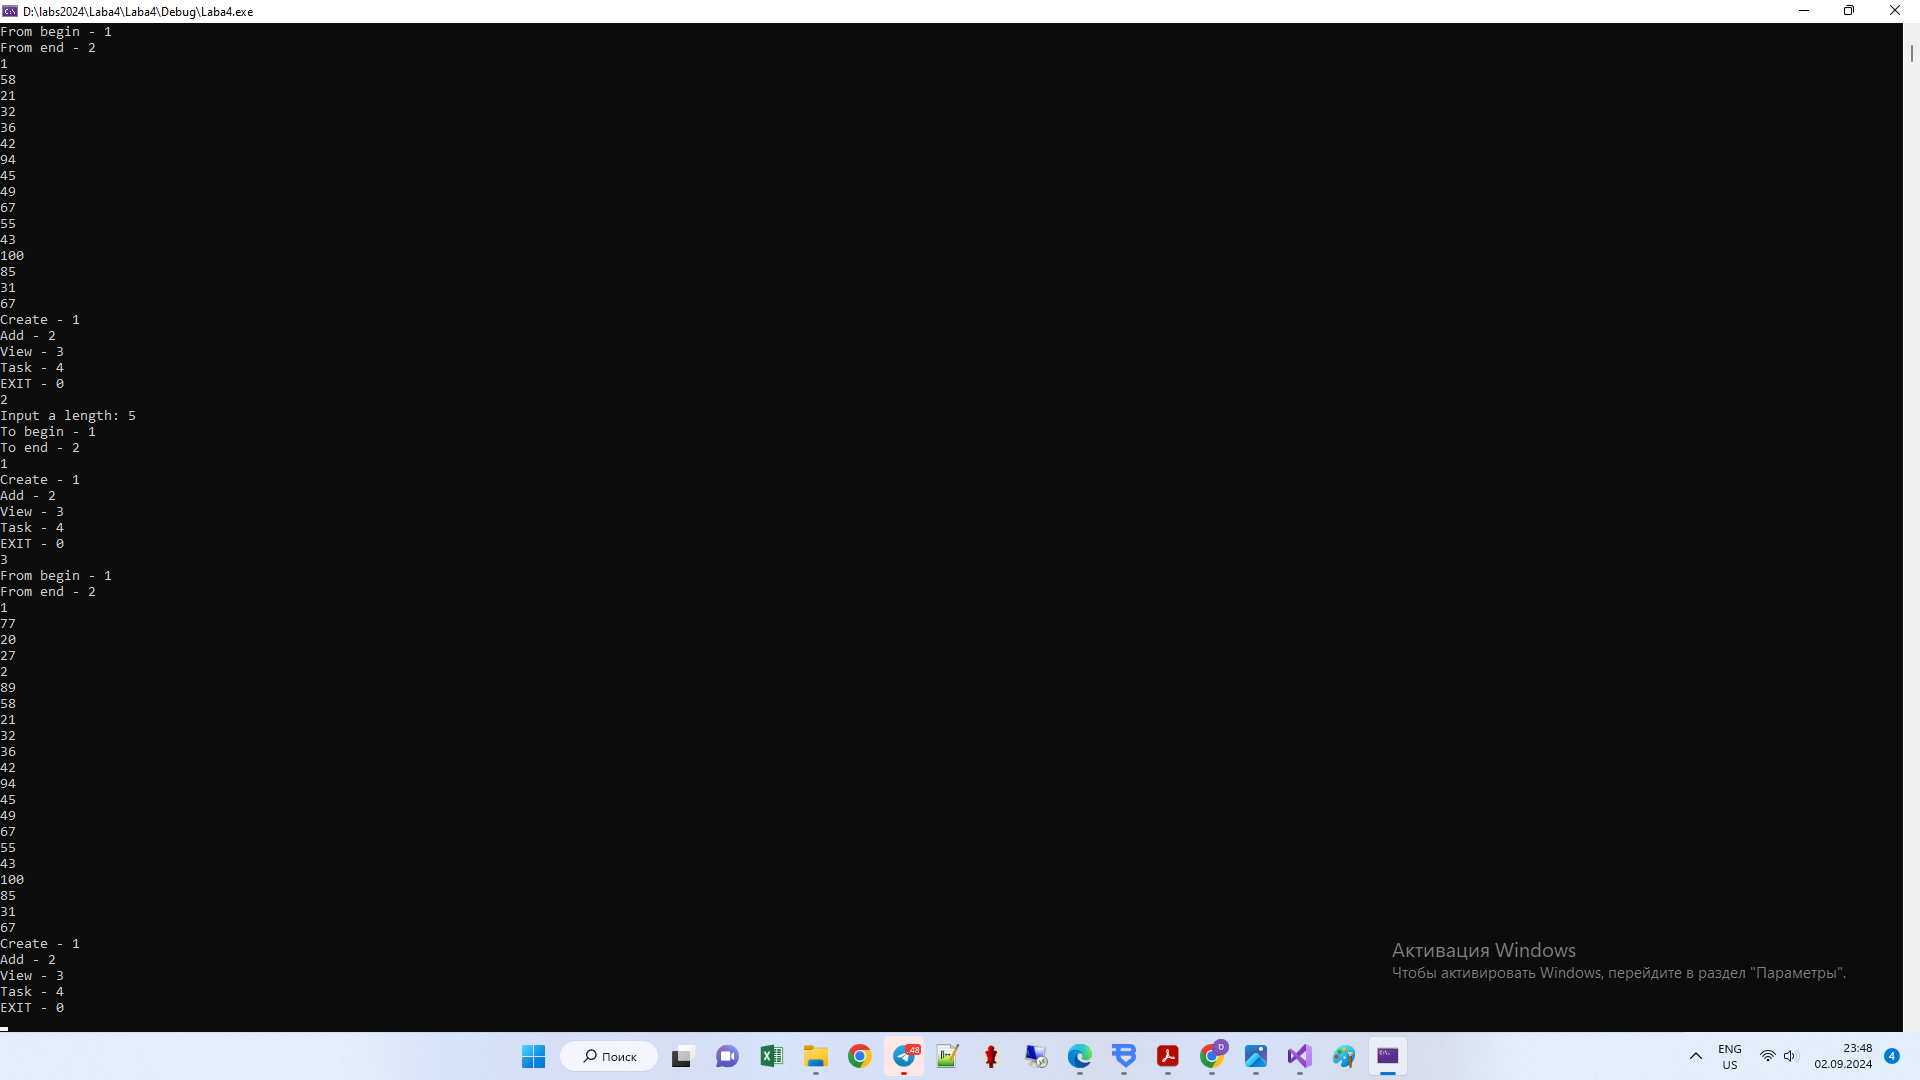 D:\labs2024\Laba4\Laba4\Debug\Laba4.exe
From begin - 1
From end - 2
1
58
21
32
36
42
94
45
49
67
55
43
100
85
31
67
Create - 1
Add - 2
View - 3
Task - 4
EXIT - 0
2
Input a length: 5
To begin - 1
To end - 2
1
Create - 1
Add - 2
View - 3
Task - 4
EXIT - 0
3
From begin - 1
From end - 2
1
77
20
27
2
89
58
21
32
36
42
94
45
49
67
55
43
100
85
31
67
Create - 1
Add - 2
View - 3
Task - 4
EXIT - 0
Активация Windows
Чтобы активировать Windows, перейдите в раздел "Параметры".
Поиск
48
D
ENG
US
23:48
02.09.2024
4